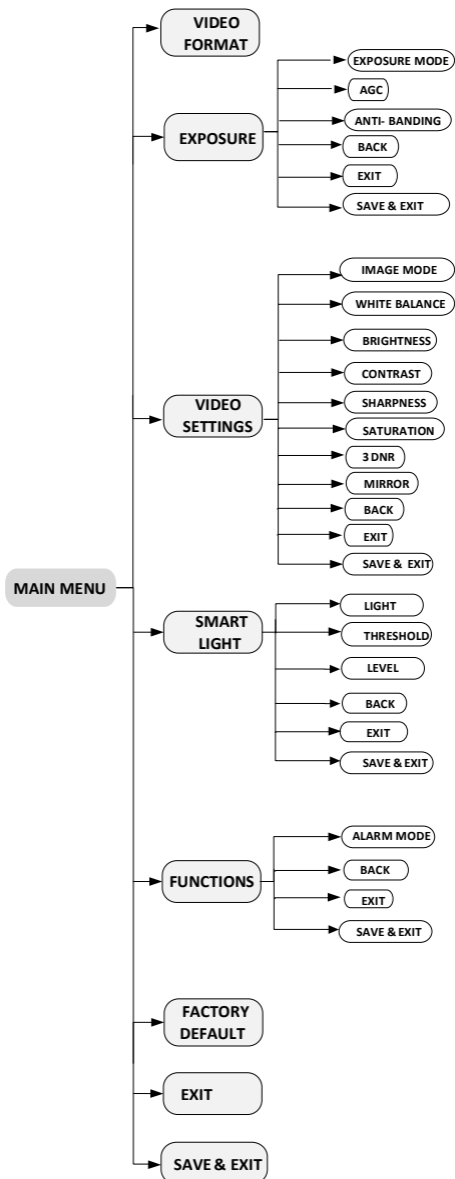 VIDEO
FORMAT
EXPOSURE
EXPOSURE MODE
AGC
ANTI- BANDING
BACK
EXIT
SAVE & EXIT
VIDEO
SETTINGS
IMAGE MODE
WHITE BALANCE
BRIGHTNESS
CONTRAST
SHARPNESS
SATURATION
3 DNR
MIRROR
BACK
EXIT
SAVE & EXIT
MAIN MENU
SMART
LIGHT
LIGHT
THRESHOLD
LEVEL
BACK
EXIT
SAVE & EXIT
FUNCTIONS
ALARM MODE
BACK
EXIT
SAVE & EXIT
FACTORY
DEFAULT
EXIT
SAVE & EXIT